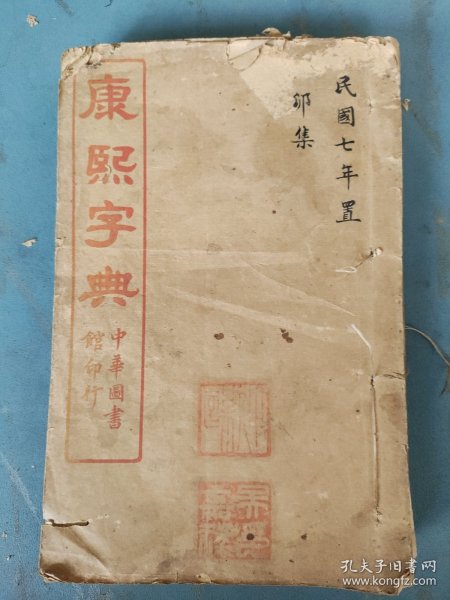 民國七年置
卯集
康熙字典
中華圖書
館印行
孔夫子旧书网
www.kongfz.com